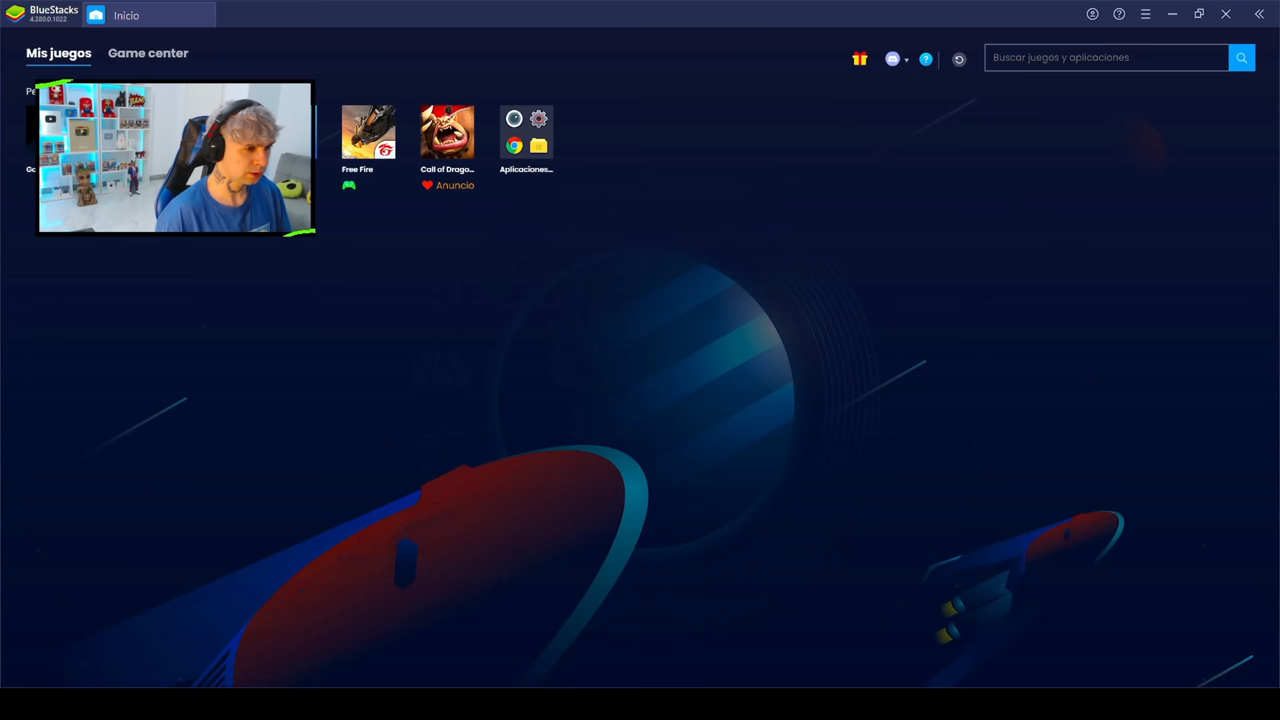 BlueStacks
4.280.0.1022
Inicio
Mis juegos Game center
Buscar juegos y aplicaciones
Free Fire
Call of Drago...
Aplicaciones...
Anuncio